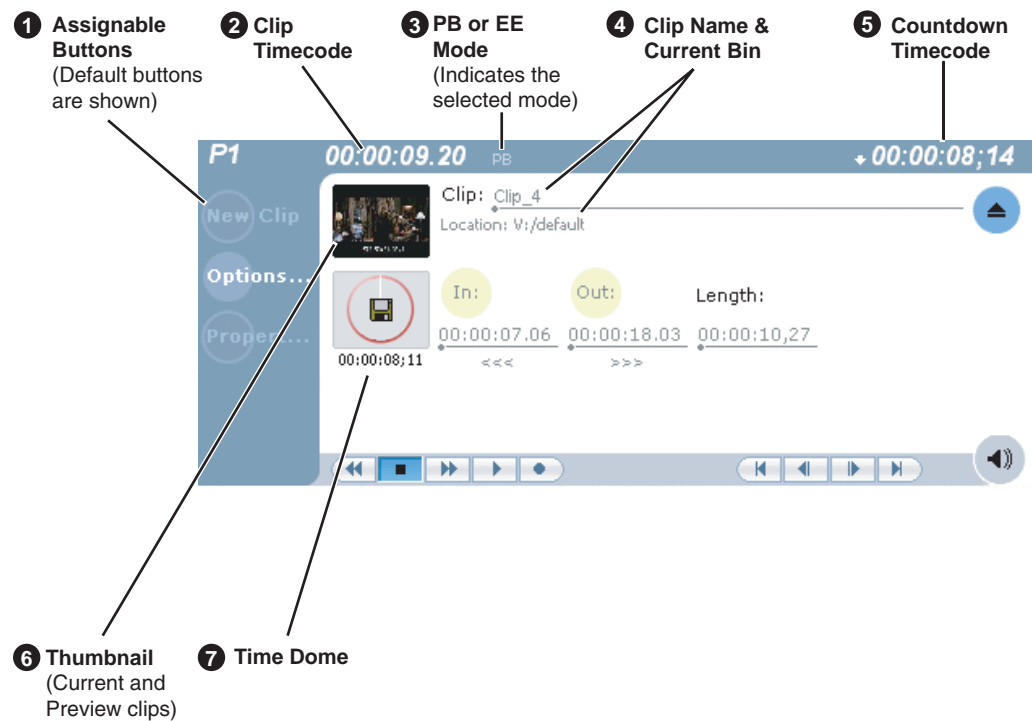 1 Assignable Buttons (Default buttons are shown)
2 Clip Timecode
3 PB or EE Mode (Indicates the selected mode)
4 Clip Name & Current Bin
5 Countdown Timecode
P1 00:00:09.20 PB 00:00:08;14
New Clip
Options...
Proper...
Clip: Clip_4
Location: V:/default
In: Out: Length:
00:00:07.06 00:00:18.03 00:00:10,27
00:00:08;11 <<< >>>
6 Thumbnail (Current and Preview clips)
7 Time Dome